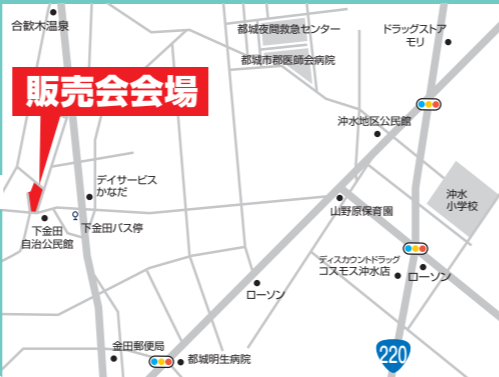 合歓木温泉
都城夜間救急センター
都城市郡医師会病院
ドラッグストア
モリ
販売会会場
沖水地区公民館
デイサービス
かなだ
沖水
小学校
山野原保育園
下金田
自治公民館
下金田バス停
ディスカウントドラッグ
コスモス沖水店
ローソン
ローソン
金田郵便局
都城明生病院
220